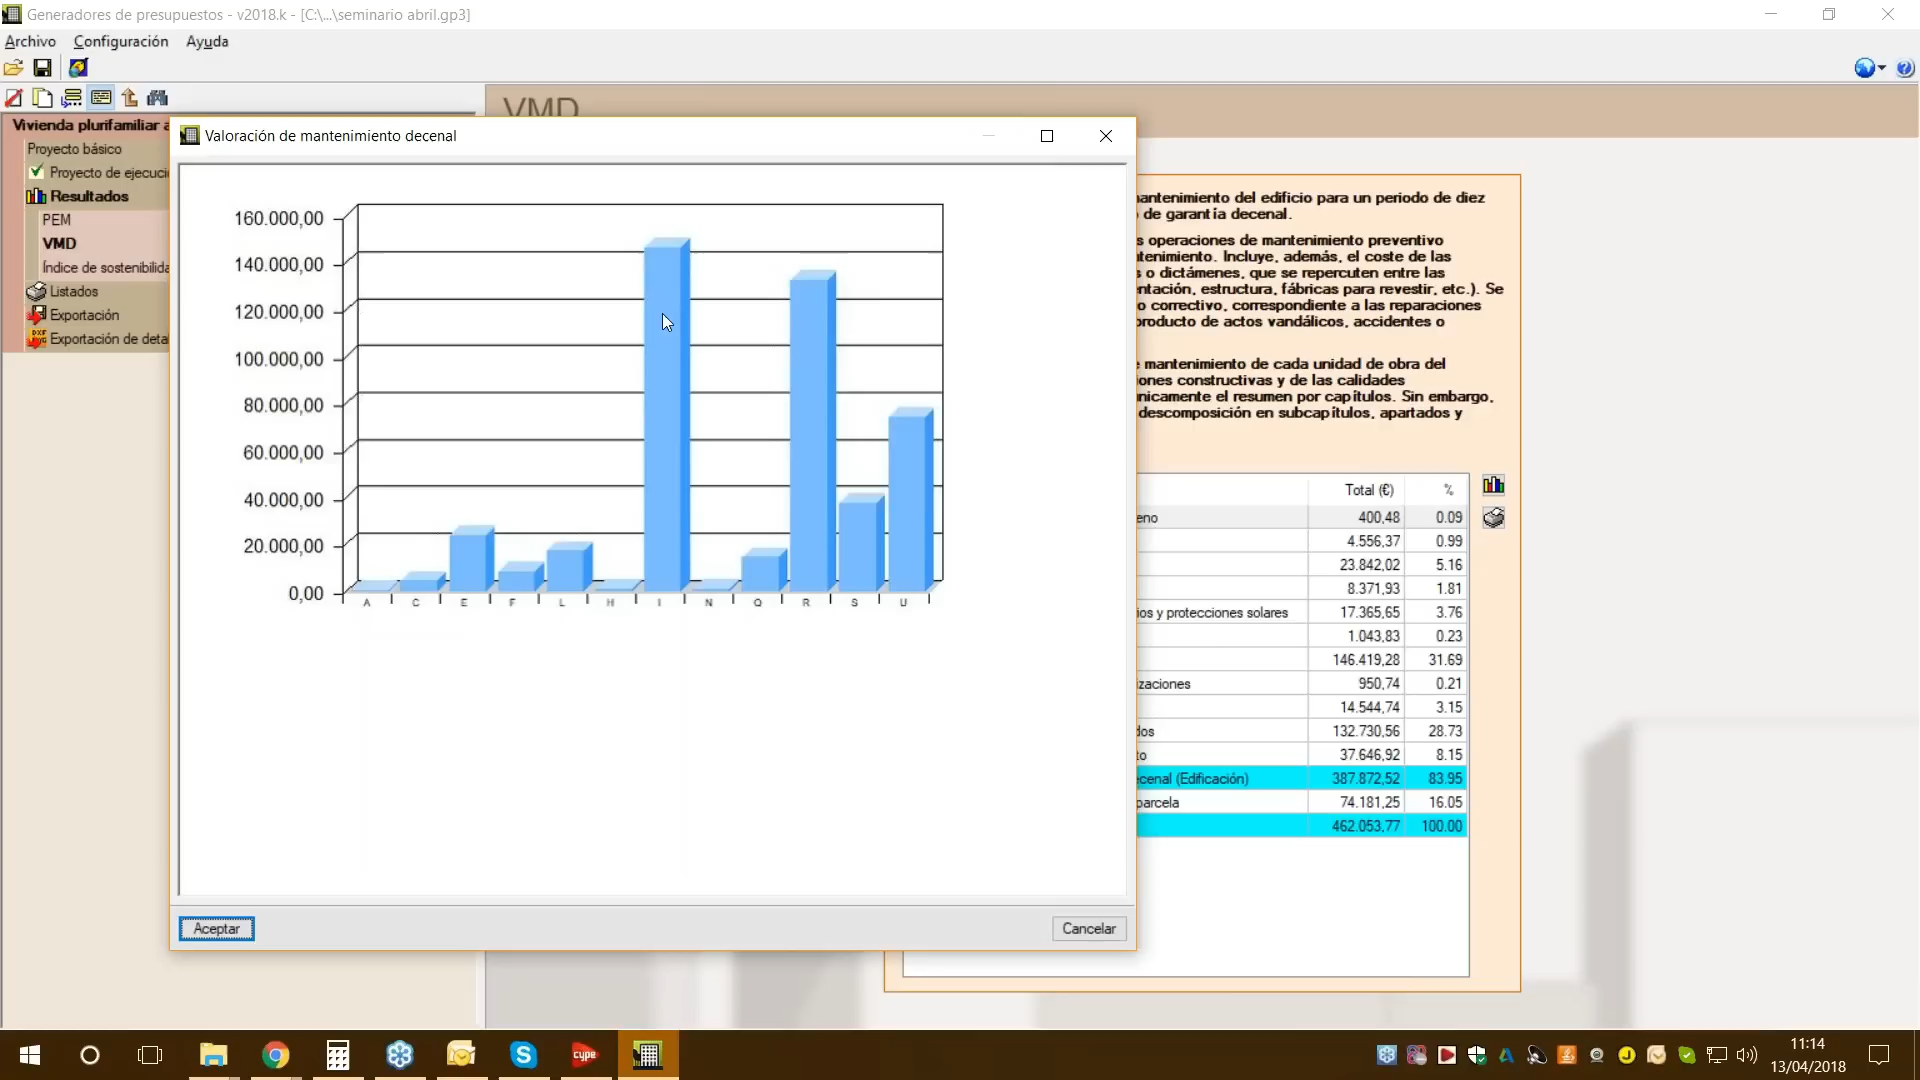 Generadores de presupuestos - v2018.k - [C:\...\seminario abril.gp3]
Archivo Configuración Ayuda
VMD
Vivienda plurifamiliar a
Proyecto básico
Proyecto de ejecuci
Resultados
PEM
VMD
Índice de sostenibilida
Listados
Exportación
Exportación de detal
Valoración de mantenimiento decenal
160.000,00
140.000,00
120.000,00
100.000,00
80.000,00
60.000,00
40.000,00
20.000,00
0,00
A C E F L H I N Q R S U
Aceptar
Cancelar
antenimiento del edificio para un periodo de diez
de garantía decenal.
s operaciones de mantenimiento preventivo
tenimiento. Incluye, además, el coste de las
s o dictámenes, que se repercuten entre las
entación, estructura, fábricas para revestir, etc.). Se
o correctivo, correspondiente a las reparaciones
producto de actos vandálicos, accidentes o
e mantenimiento de cada unidad de obra del
iones constructivas y de las calidades
nicamente el resumen por capítulos. Sin embargo,
descomposición en subcapítulos, apartados y
Total (€) %
eno 400,48 0.09
4.556,37 0.99
23.842,02 5.16
8.371,93 1.81
ios y protecciones solares 17.365,65 3.76
1.043,83 0.23
146.419,28 31.69
izaciones 950,74 0.21
14.544,74 3.15
dos 132.730,56 28.73
to 37.646,92 8.15
ecenal (Edificación) 387.872,52 83.95
parcela 74.181,25 16.05
462.053,77 100.00
cype
11:14
13/04/2018